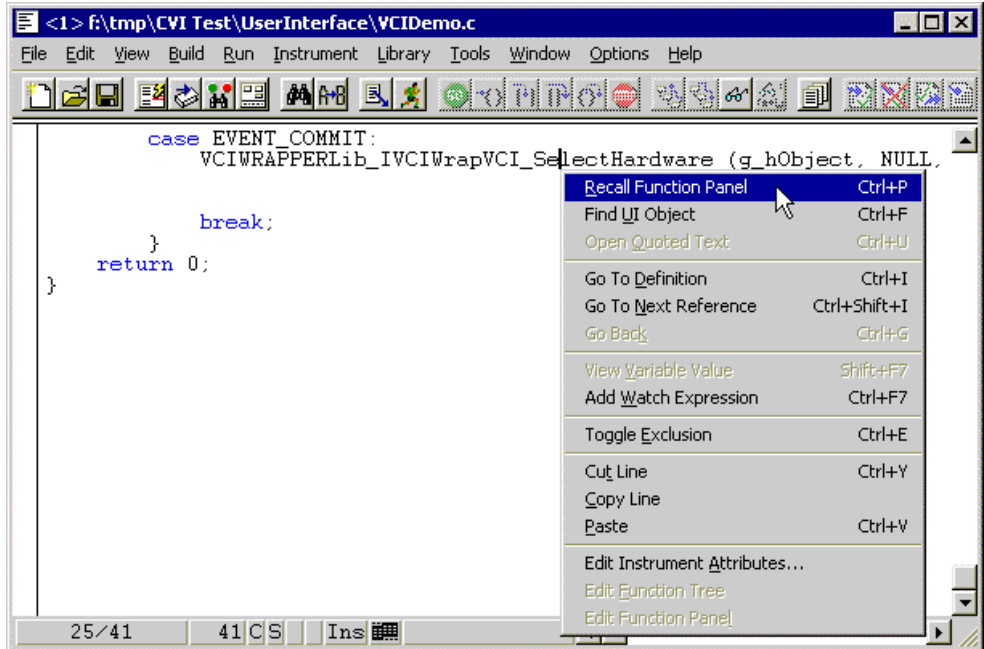 <1> f:\tmp\CVI Test\UserInterface\VCIDemo.c
File Edit View Build Run Instrument Library Tools Window Options Help
case EVENT_COMMIT:
VCIWRAPPERLib_IVCIWrapVCI_SelectHardware (g_hObject, NULL,
break;
}
return 0;
}
Recall Function Panel Ctrl+P
Find UI Object Ctrl+F
Open Quoted Text Ctrl+U
Go To Definition Ctrl+I
Go To Next Reference Ctrl+Shift+I
Go Back Ctrl+G
View Variable Value Shift+F7
Add Watch Expression Ctrl+F7
Toggle Exclusion Ctrl+E
Cut Line Ctrl+Y
Copy Line
Paste Ctrl+V
Edit Instrument Attributes...
Edit Function Tree
Edit Function Panel
25/41 41 C S Ins